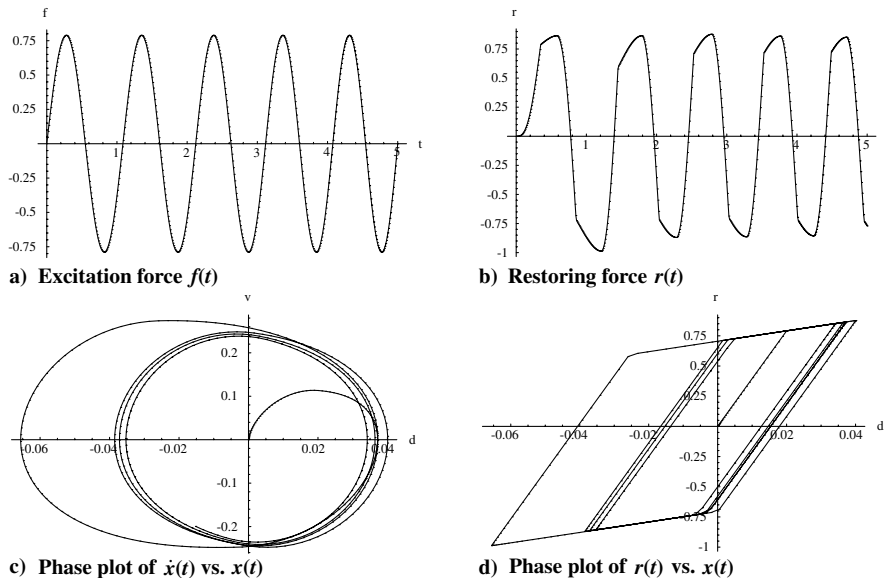 f
0.75
0.5
0.25
-0.25
-0.5
-0.75
1 2 3 4 5
t
a) Excitation force f(t)
r
0.75
0.5
0.25
-0.25
-0.5
-0.75
-1
1 2 3 4 5
t
b) Restoring force r(t)
v
0.2
0.1
-0.1
-0.2
-0.06 -0.04 -0.02 0.02 0.04
d
c) Phase plot of ẋ(t) vs. x(t)
r
0.75
0.5
0.25
-0.25
-0.5
0.75
-1
-0.06 -0.04 -0.02 0.02 0.04
d
d) Phase plot of r(t) vs. x(t)